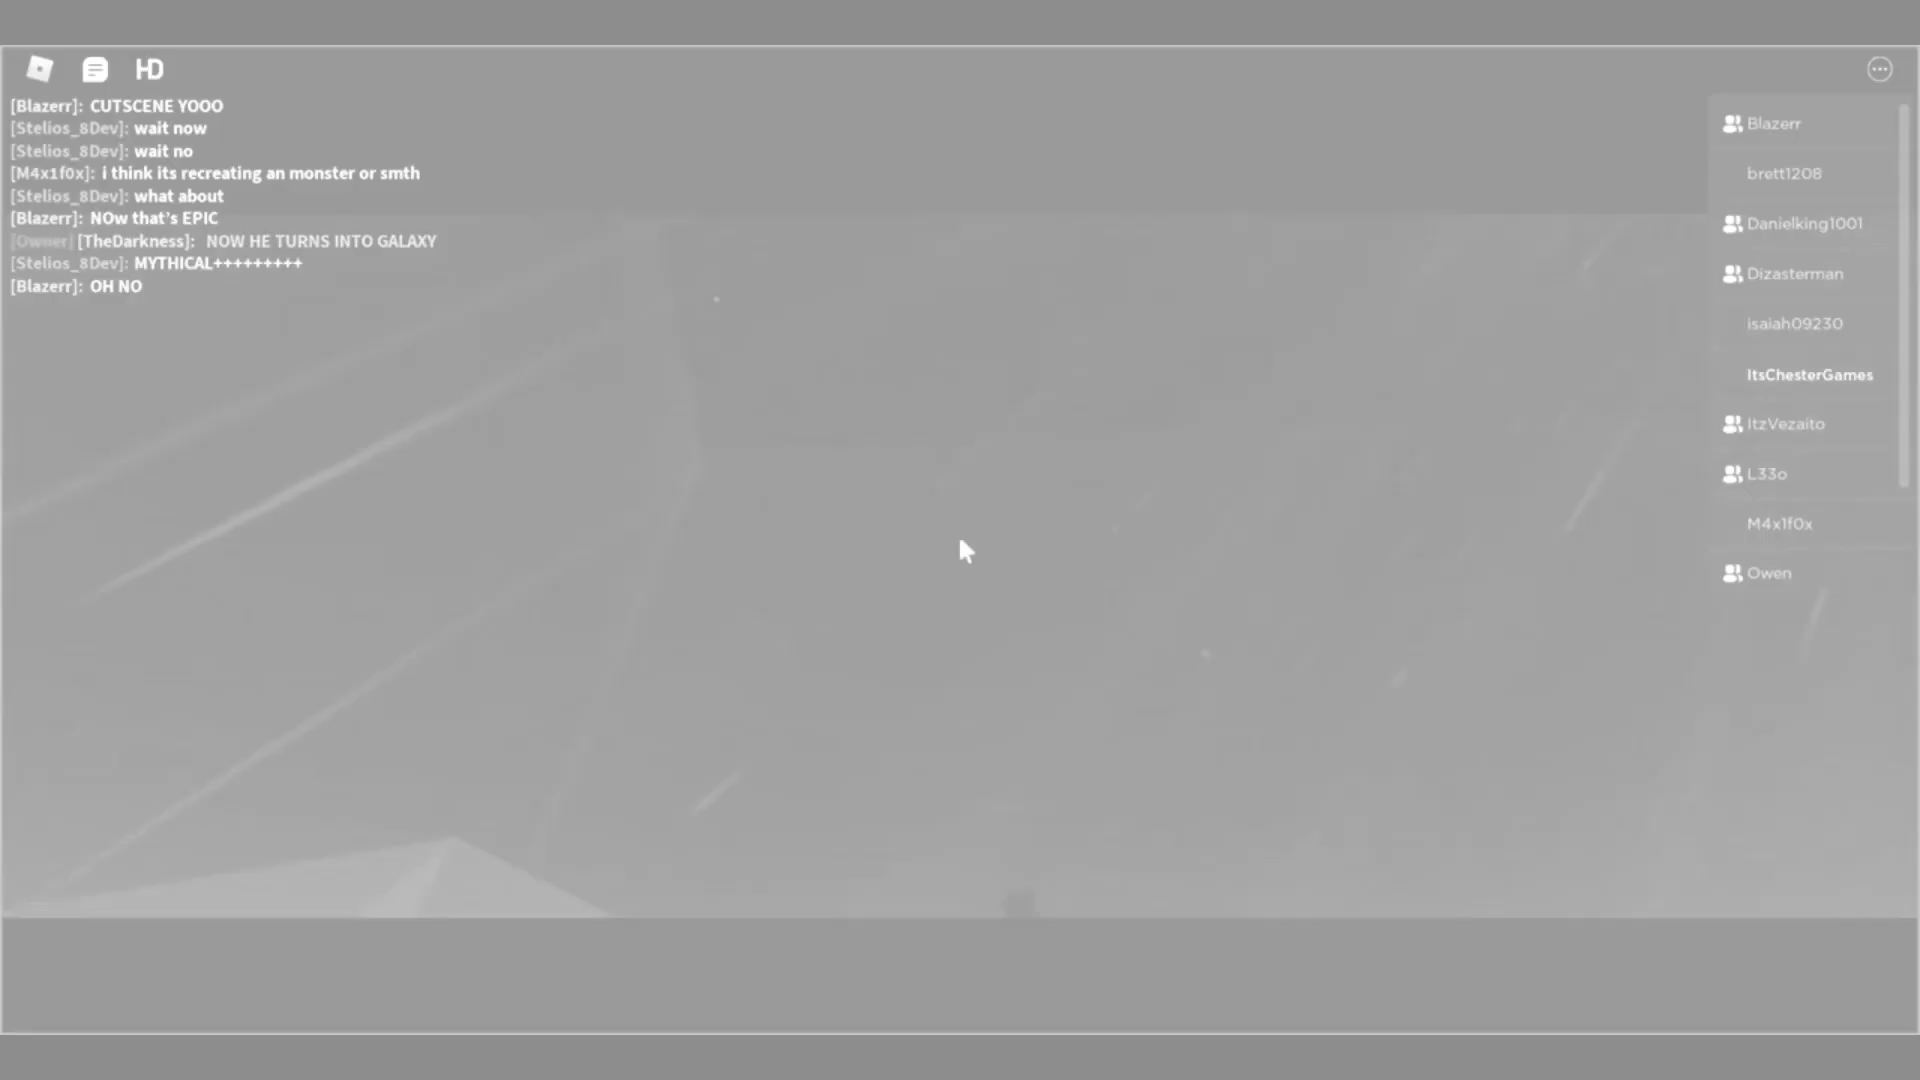 HD
[Blazerr]: CUTSCENE YOOO
[Stelios_8Dev]: wait now
[Stelios_8Dev]: wait no
[M4x1f0x]: i think its recreating an monster or smth
[Stelios_8Dev]: what about
[Blazerr]: NOw that's EPIC
[Owner] [TheDarkness]: NOW HE TURNS INTO GALAXY
[Stelios_8Dev]: MYTHICAL+++++++++
[Blazerr]: OH NO
Blazerr
brett1208
Danielking1001
Dizasterman
isaiah09230
ItsChesterGames
ItzVezaito
L33o
M4x1f0x
Owen